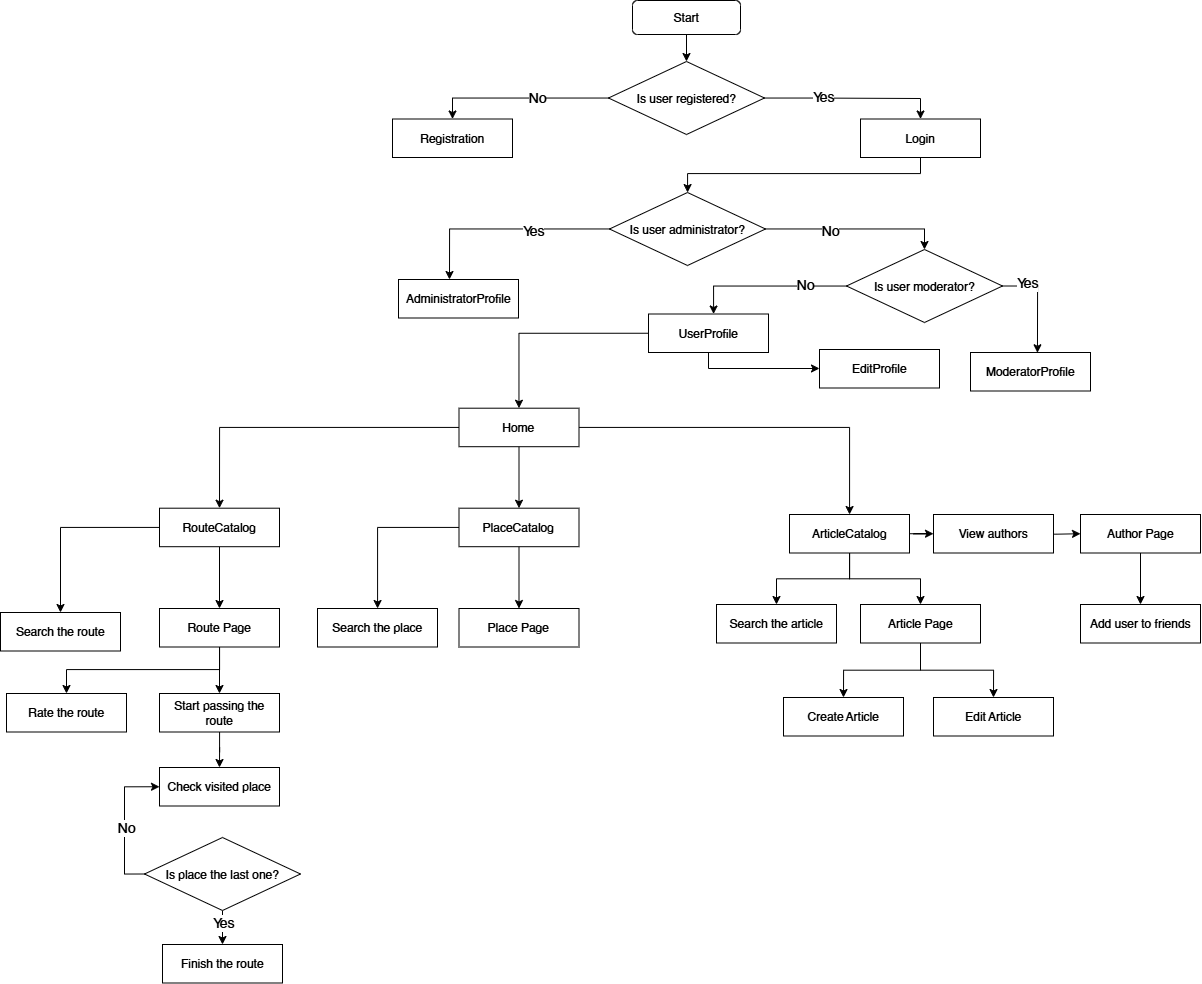 Start
Is user registered?
No
Yes
Registration
Login
Is user administrator?
Yes
No
AdministratorProfile
Is user moderator?
No
Yes
UserProfile
EditProfile
ModeratorProfile
Home
RouteCatalog
PlaceCatalog
ArticleCatalog
View authors
Author Page
Search the route
Route Page
Search the place
Place Page
Search the article
Article Page
Add user to friends
Rate the route
Start passing the
route
Create Article
Edit Article
Check visited place
No
Is place the last one?
Yes
Finish the route